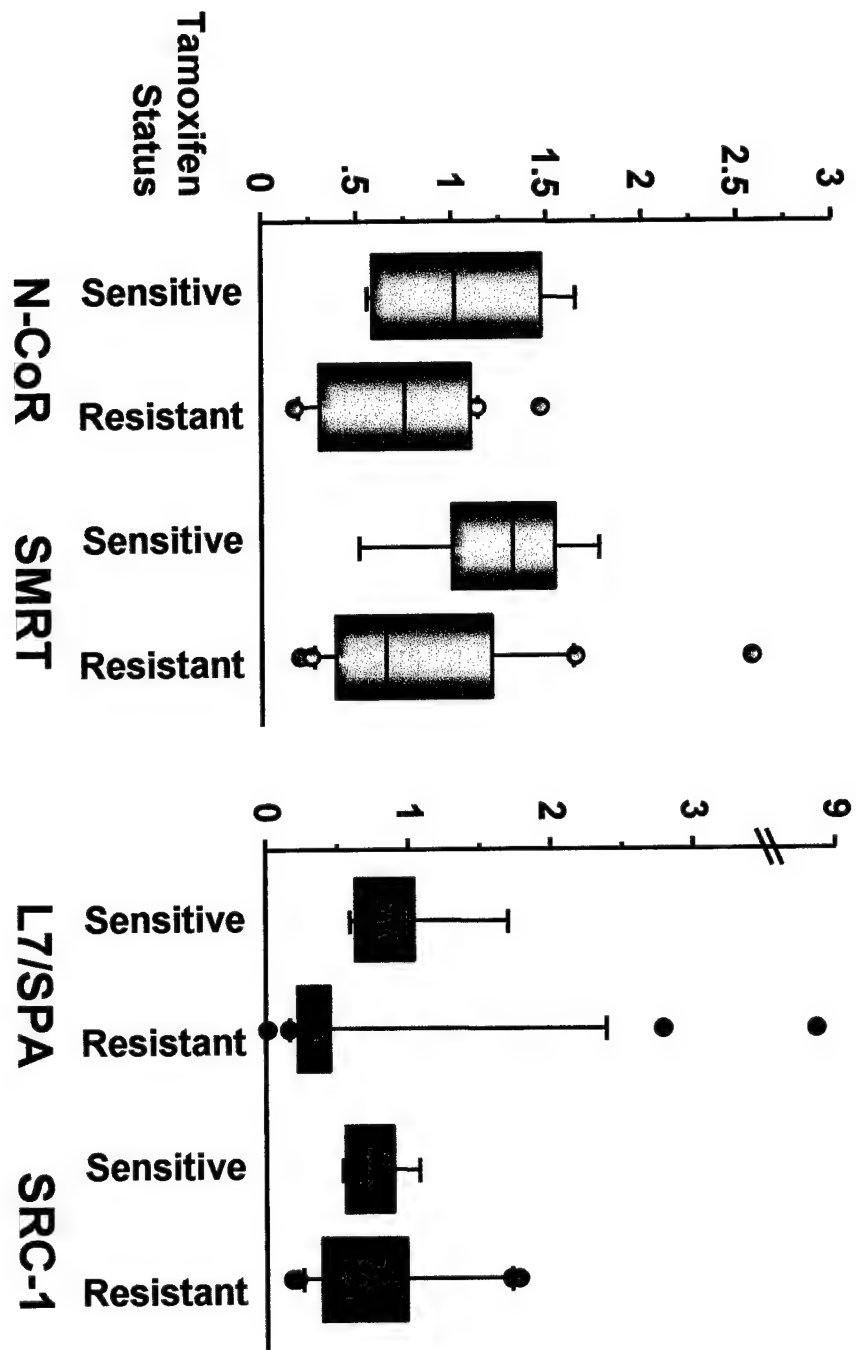 3
2.5
2
1.5
1
.5
0
Tamoxifen
Status
Sensitive
Resistant
Sensitive
Resistant
N-CoR
SMRT
9
3
2
1
0
Sensitive
Resistant
Sensitive
Resistant
L7/SPA
SRC-1